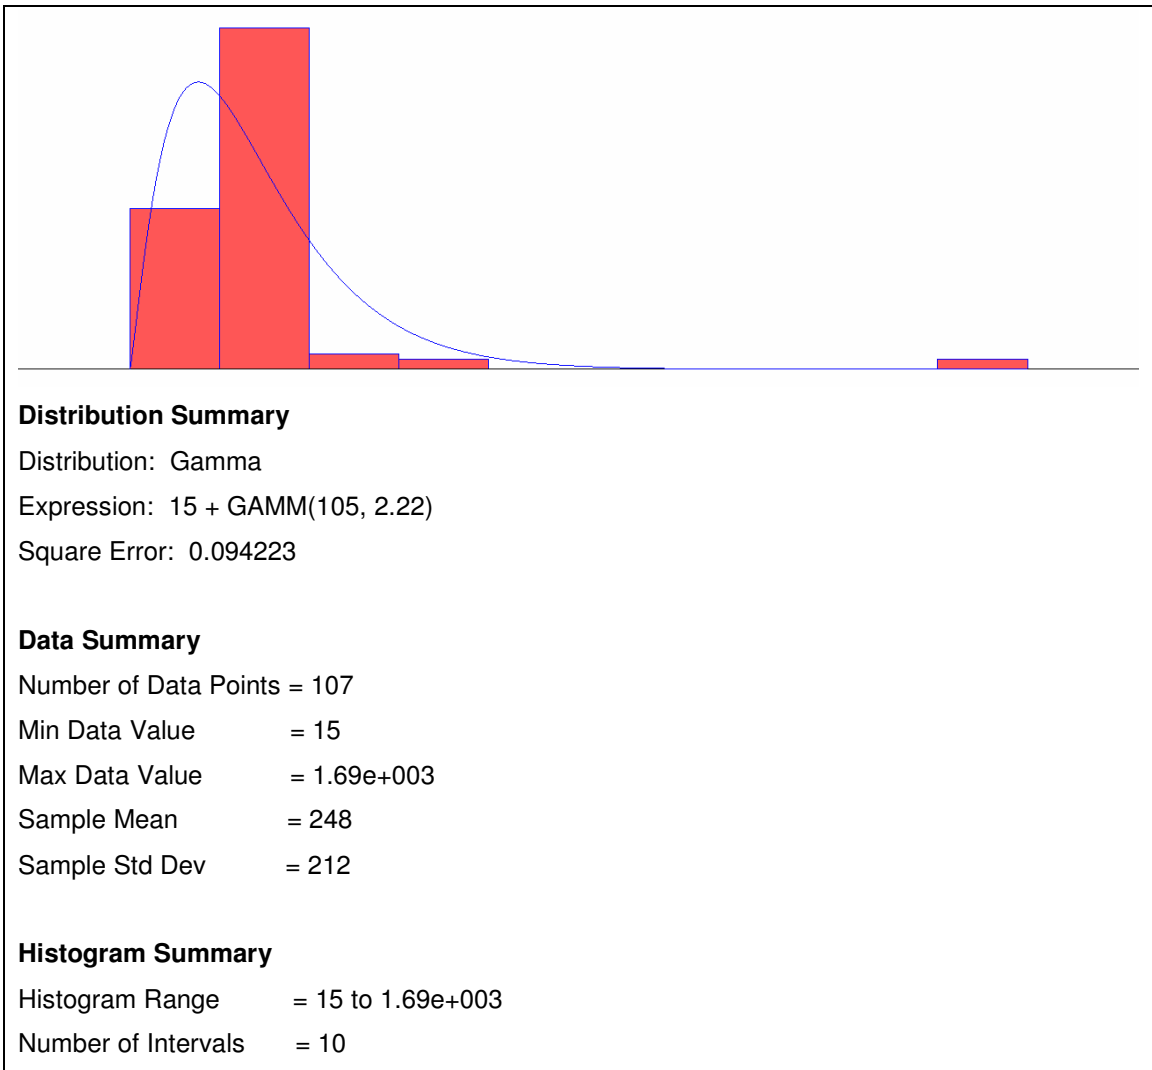 Distribution Summary
Distribution: Gamma
Expression: 15 + GAMM(105, 2.22)
Square Error: 0.094223
Data Summary
Number of Data Points = 107
Min Data Value = 15
Max Data Value = 1.69e+003
Sample Mean = 248
Sample Std Dev = 212
Histogram Summary
Histogram Range = 15 to 1.69e+003
Number of Intervals = 10